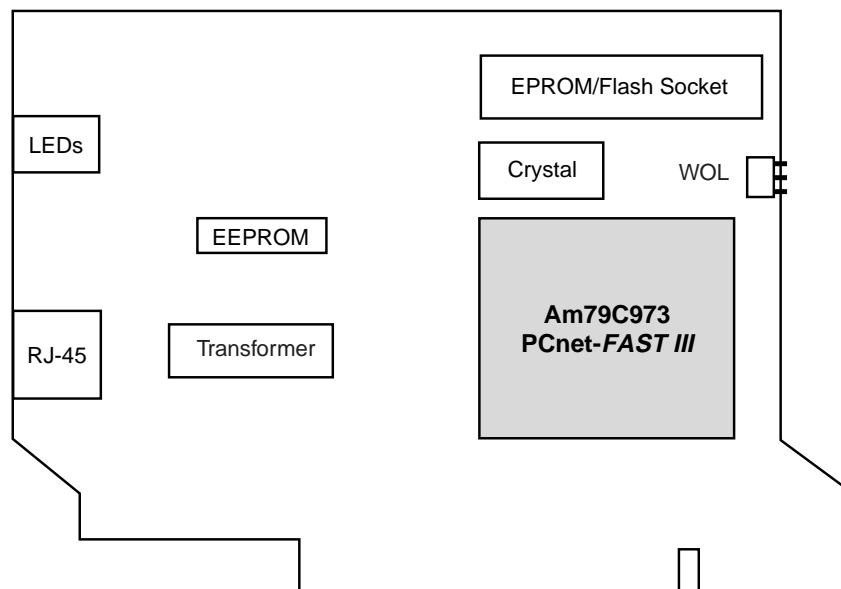 EPROM/Flash Socket
LEDs
Crystal
WOL
EEPROM
Am79C973
PCnet-FAST III
RJ-45
Transformer